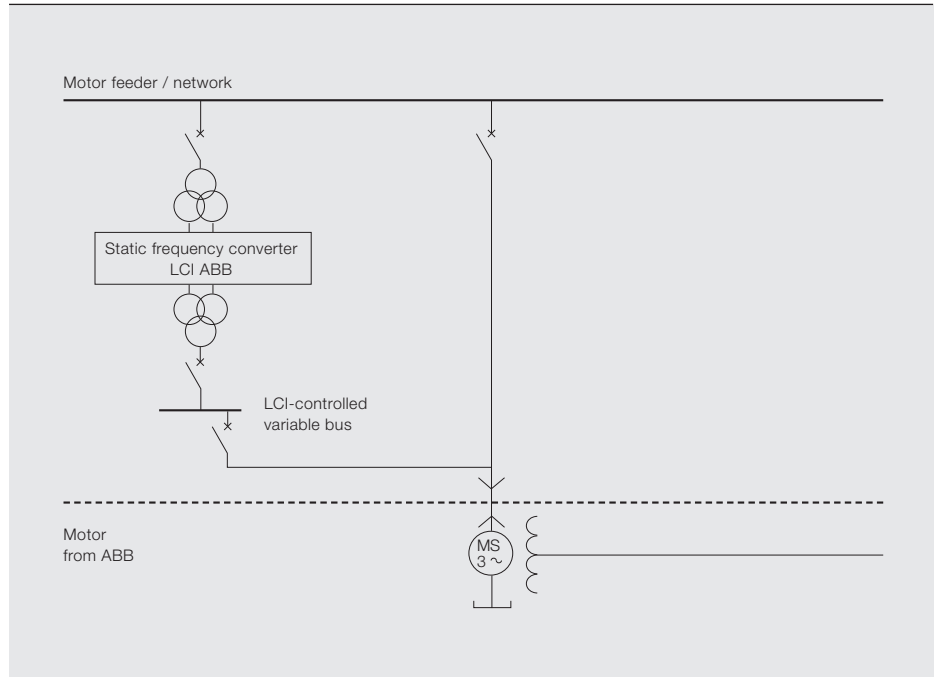 Motor feeder / network
Static frequency converter
LCI ABB
LCI-controlled
variable bus
Motor
from ABB
MS
3 ~